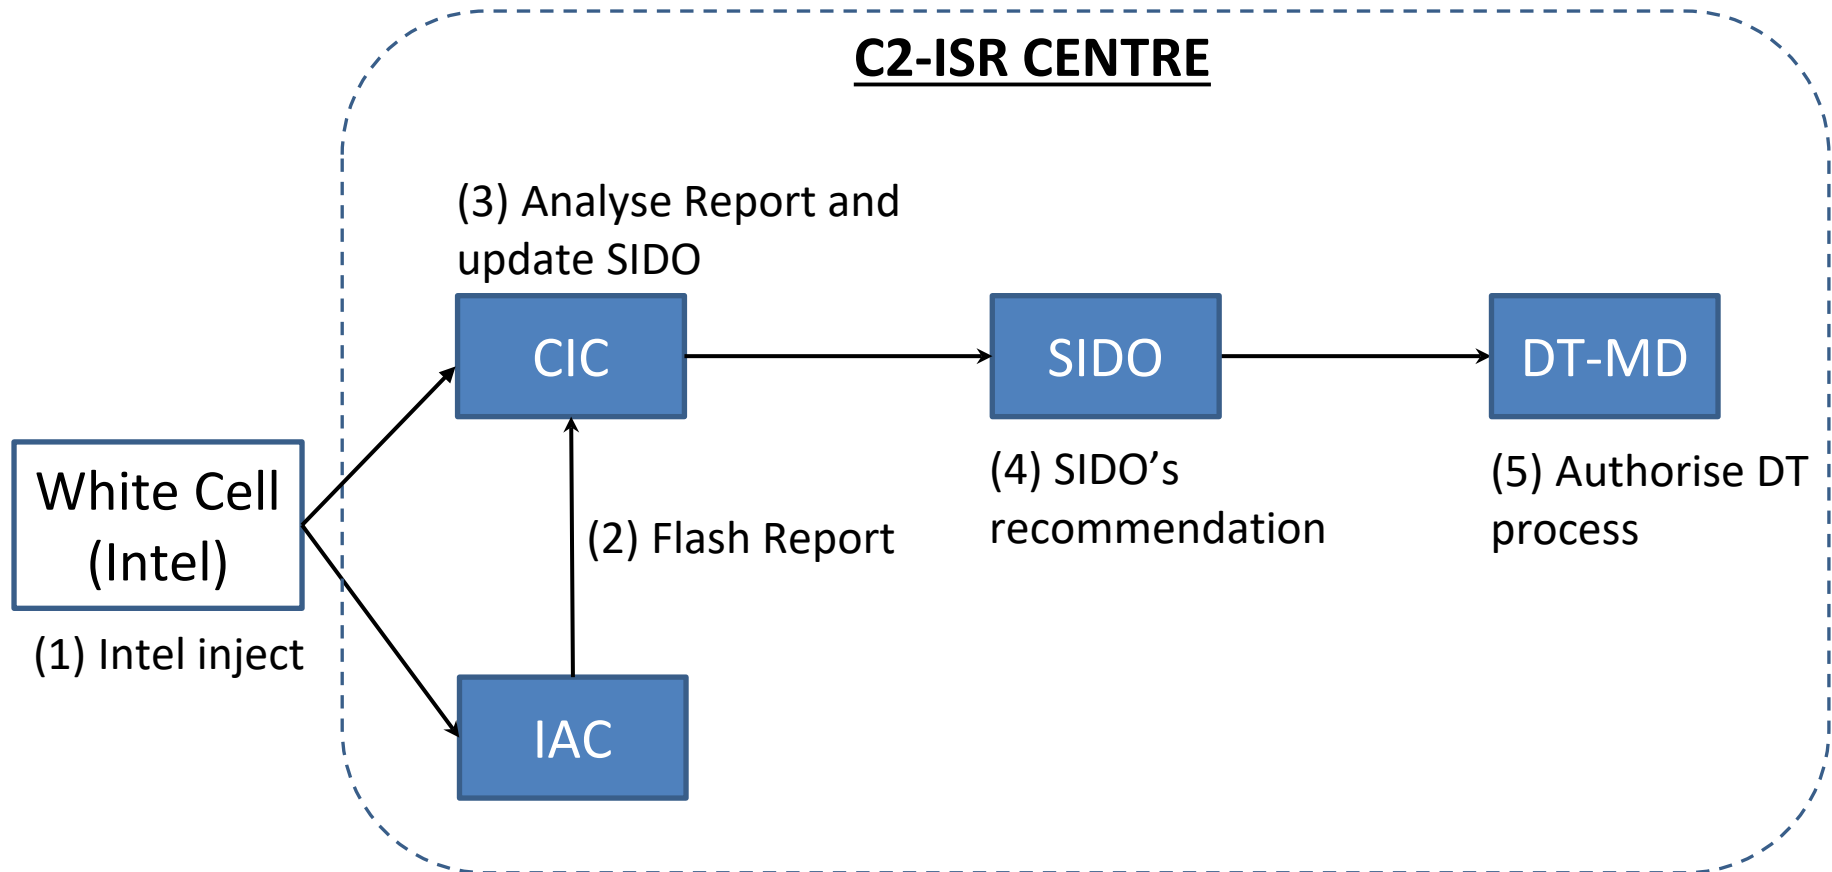 C2-ISR CENTRE
(3) Analyse Report and
update SIDO
CIC
SIDO
DT-MD
White Cell
(Intel)
(1) Intel inject
(2) Flash Report
(4) SIDO’s
recommendation
(5) Authorise DT
process
IAC